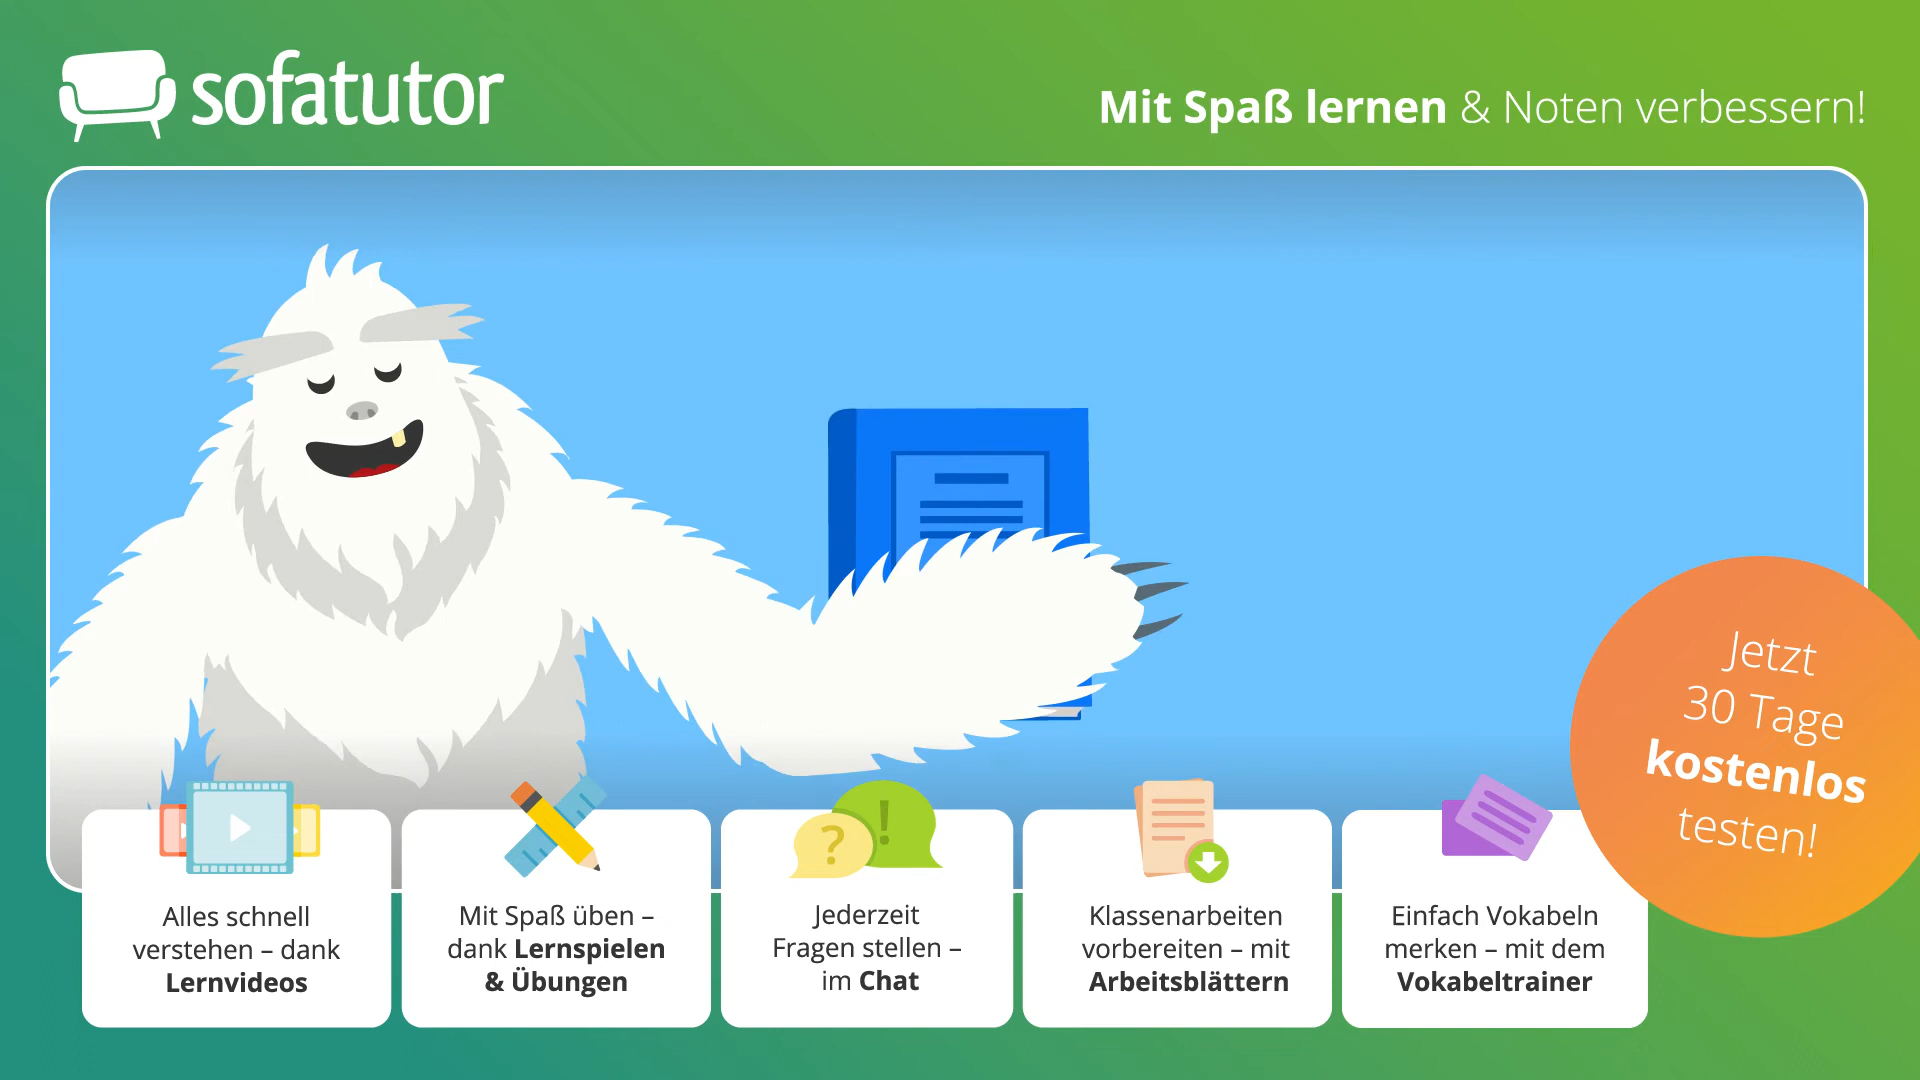 sofatutor
Mit Spaß lernen & Noten verbessern!
Jetzt
30 Tage
kostenlos
testen!
?
!
Alles schnell
verstehen – dank
Lernvideos
Mit Spaß üben –
dank Lernspielen
& Übungen
Jederzeit
Fragen stellen –
im Chat
Klassenarbeiten
vorbereiten – mit
Arbeitsblättern
Einfach Vokabeln
merken – mit dem
Vokabeltrainer